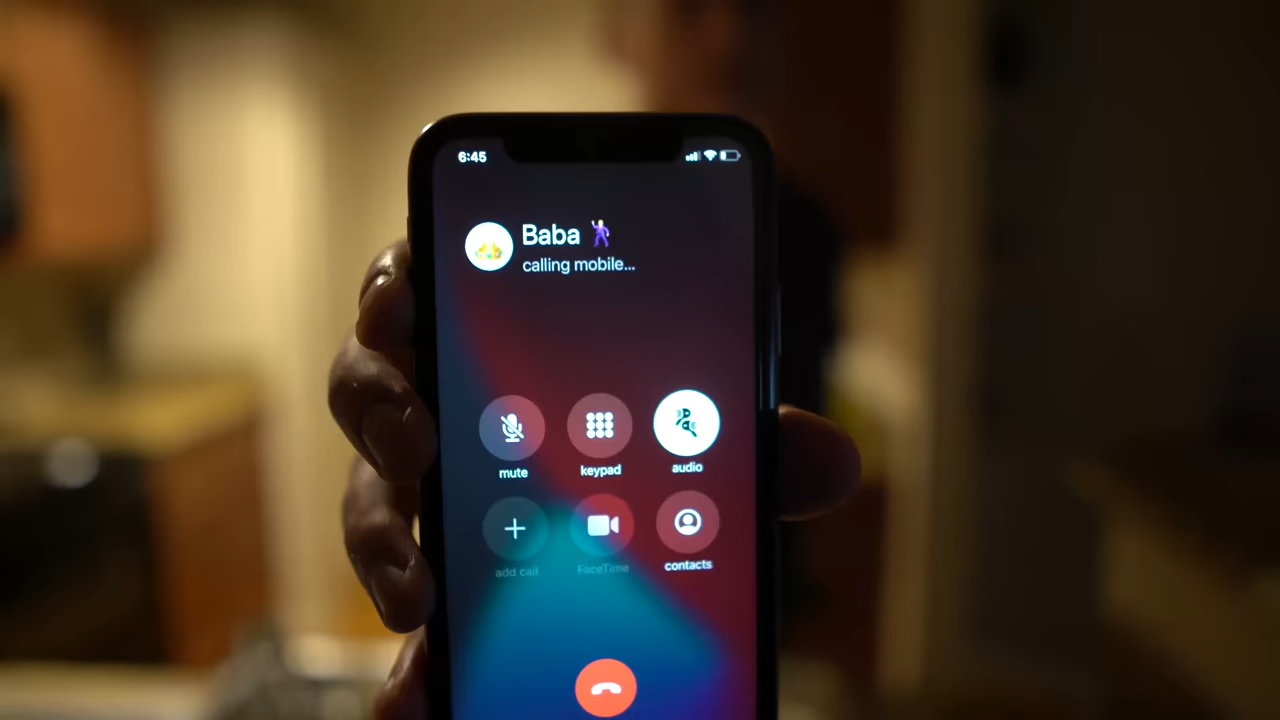 6:45
Baba 🕺
calling mobile...
mute
keypad
audio
add call
FaceTime
contacts